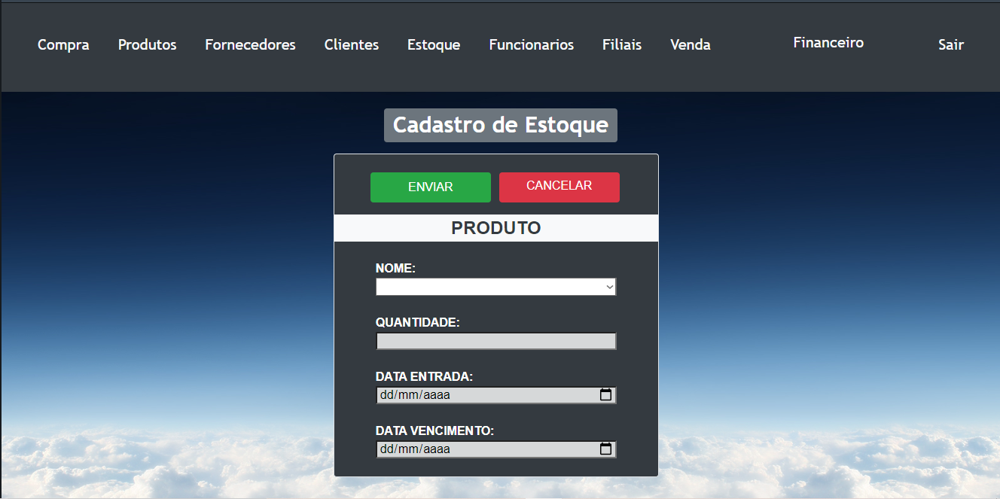 Compra Produtos Fornecedores Clientes Estoque Funcionarios Filiais Venda Financeiro Sair
Cadastro de Estoque
ENVIAR CANCELAR
PRODUTO
NOME:
QUANTIDADE:
DATA ENTRADA:
dd/mm/aaaa
DATA VENCIMENTO:
dd/mm/aaaa